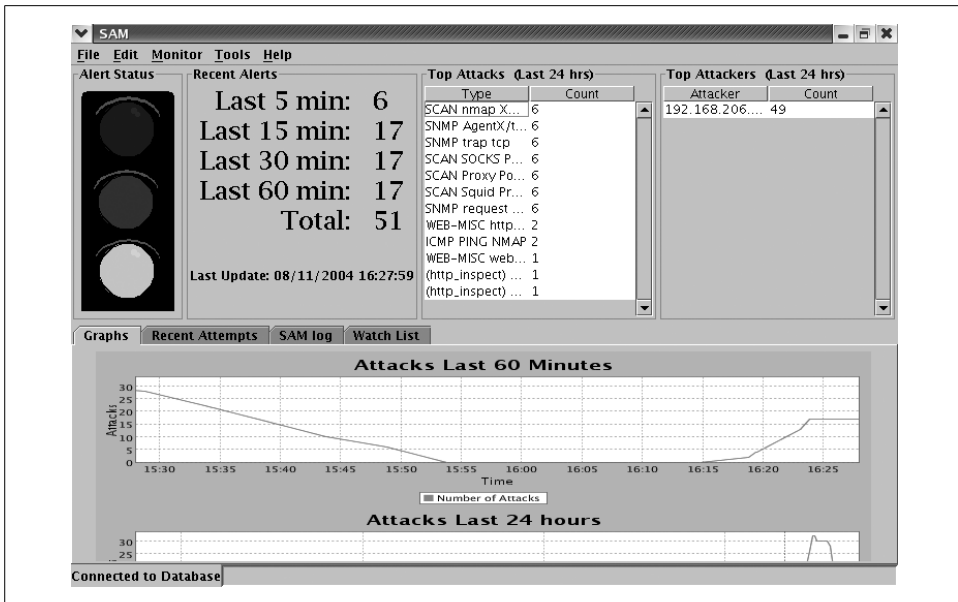 SAM
File Edit Monitor Tools Help
Alert Status
Recent Alerts
Last 5 min: 6
Last 15 min: 17
Last 30 min: 17
Last 60 min: 17
Total: 51
Last Update: 08/11/2004 16:27:59
Top Attacks (Last 24 hrs)
Type Count
SCAN nmap X... 6
SNMP AgentX/t... 6
SNMP trap tcp 6
SCAN SOCKS P... 6
SCAN Proxy Po... 6
SCAN Squid Pr... 6
SNMP request ... 6
WEB-MISC http... 2
ICMP PING NMAP 2
WEB-MISC web... 1
(http_inspect) ... 1
(http_inspect) ... 1
Top Attackers (Last 24 hrs)
Attacker Count
192.168.206.... 49
Graphs Recent Attempts SAM log Watch List
Attacks Last 60 Minutes
Attacks
30
25
20
15
10
5
0
15:30 15:35 15:40 15:45 15:50 15:55 16:00 16:05 16:10 16:15 16:20 16:25
Time
Number of Attacks
Attacks Last 24 hours
30
25
Connected to Database